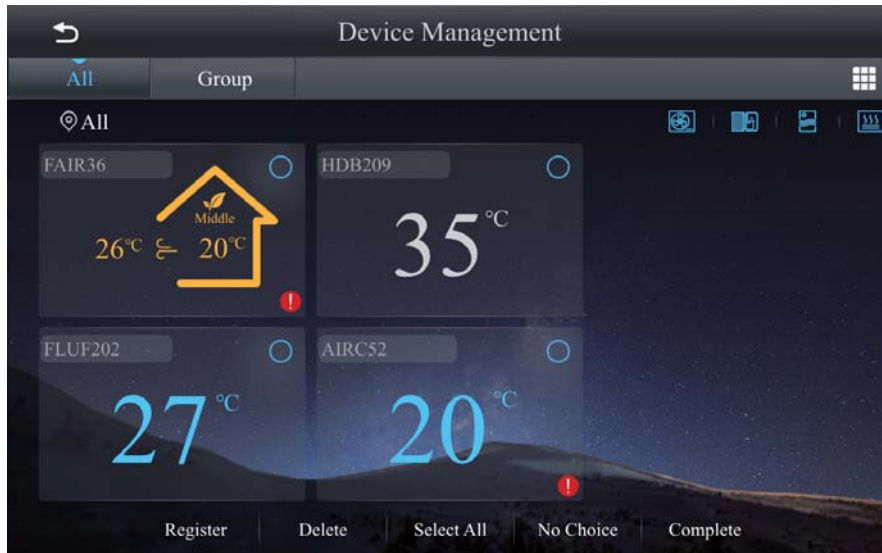 Device Management
All
Group
All
FAIR36
Middle
26°C
20°C
HDB209
35°C
FLUF202
27°C
AIRC52
20°C
Register
Delete
Select All
No Choice
Complete